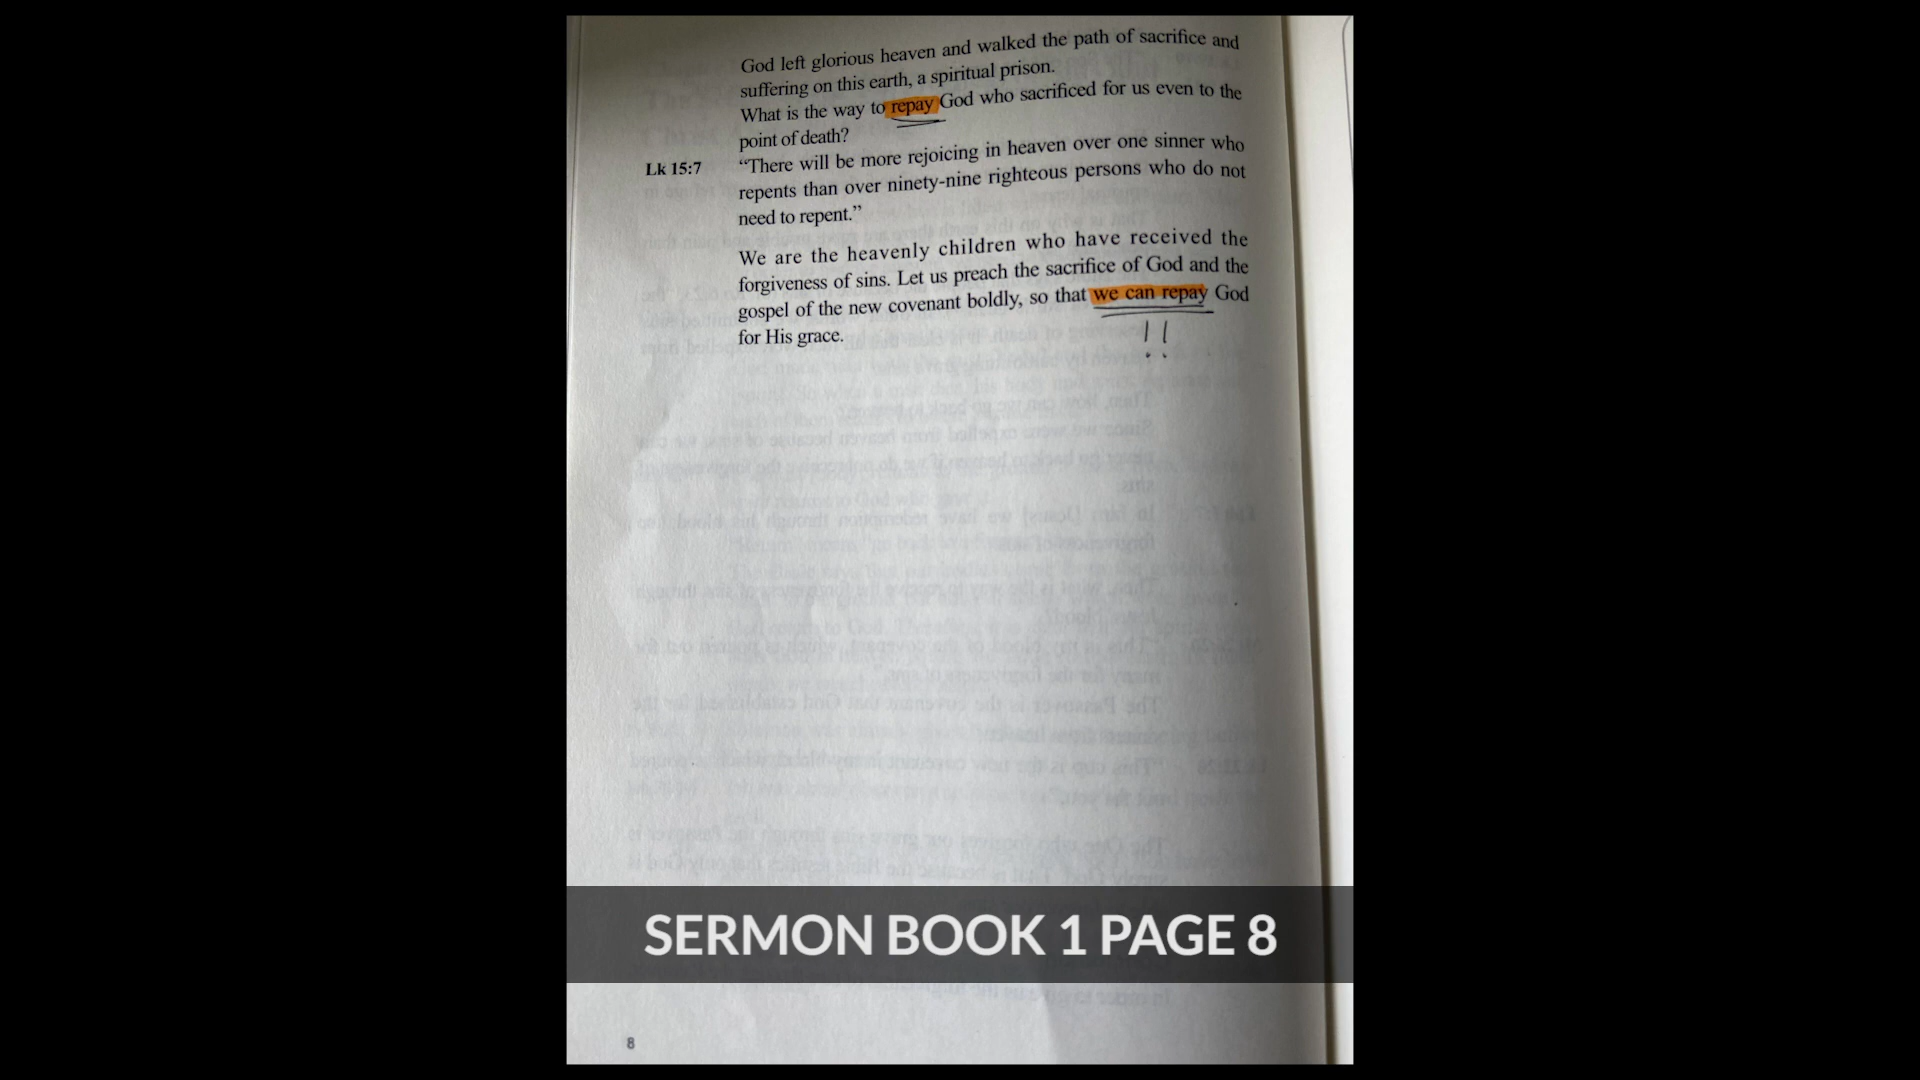 God left glorious heaven and walked the path of sacrifice and
suffering on this earth, a spiritual prison.
What is the way to repay God who sacrificed for us even to the
point of death?
Lk 15:7 “There will be more rejoicing in heaven over one sinner who
repents than over ninety-nine righteous persons who do not
need to repent.”
We are the heavenly children who have received the
forgiveness of sins. Let us preach the sacrifice of God and the
gospel of the new covenant boldly, so that we can repay God
for His grace.
!!
SERMON BOOK 1 PAGE 8
8